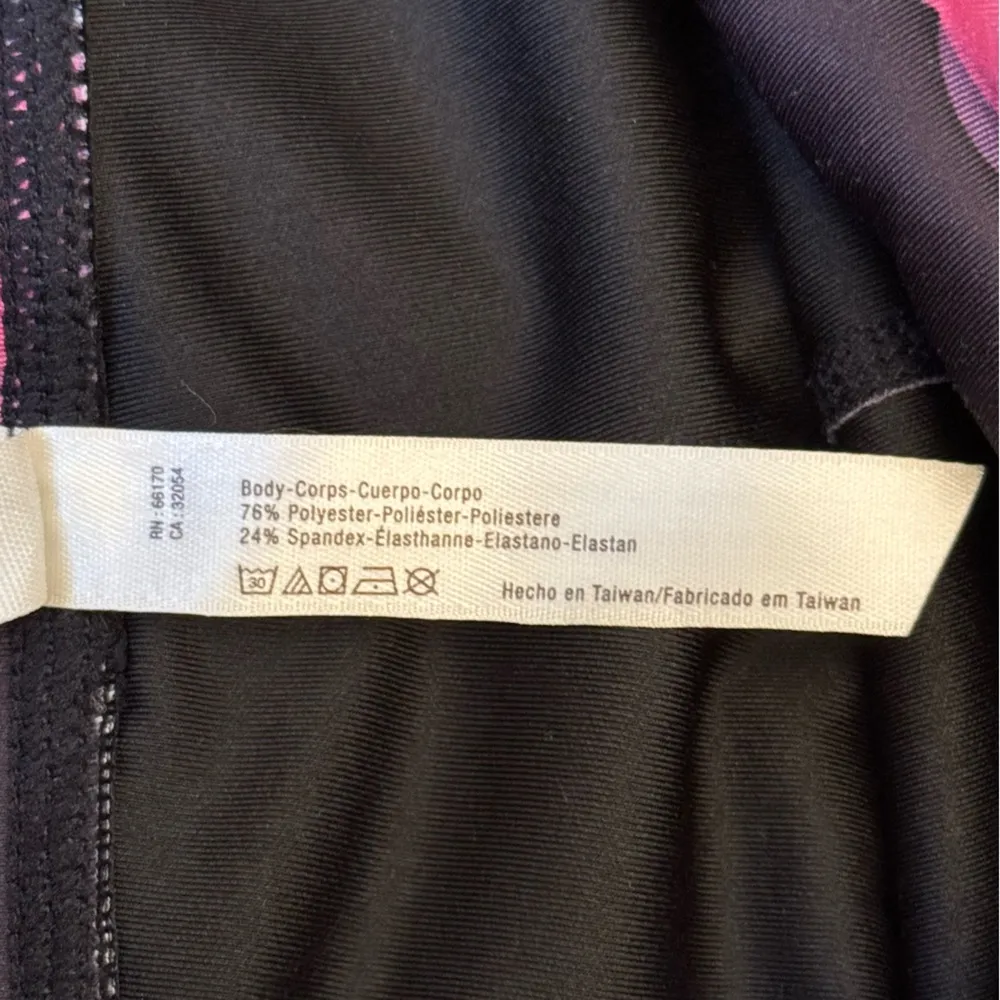 RN: 66170
CA: 32054
Body-Corps-Cuerpo-Corpo
76% Polyester-Poliéster-Poliestere
24% Spandex-Élasthanne-Elastano-Elastan
30
Hecho en Taiwan/Fabricado em Taiwan